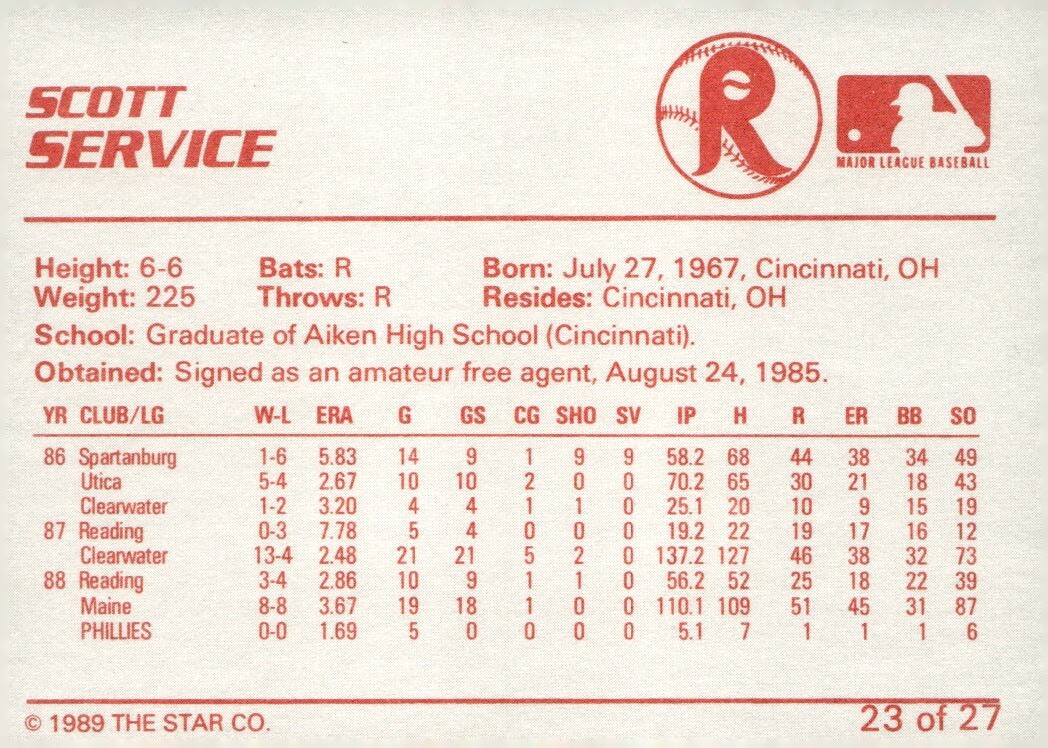 SCOTT
SERVICE
R
MAJOR LEAGUE BASEBALL
Height: 6-6 Bats: R Born: July 27, 1967, Cincinnati, OH
Weight: 225 Throws: R Resides: Cincinnati, OH
School: Graduate of Aiken High School (Cincinnati).
Obtained: Signed as an amateur free agent, August 24, 1985.
YR CLUB/LG W-L ERA G GS CG SHO SV IP H R ER BB SO
86 Spartanburg 1-6 5.83 14 9 1 9 9 58.2 68 44 38 34 49
Utica 5-4 2.67 10 10 2 0 0 70.2 65 30 21 18 43
Clearwater 1-2 3.20 4 4 1 1 0 25.1 20 10 9 15 19
87 Reading 0-3 7.78 5 4 0 0 0 19.2 22 19 17 16 12
Clearwater 13-4 2.48 21 21 5 2 0 137.2 127 46 38 32 73
88 Reading 3-4 2.86 10 9 1 1 0 56.2 52 25 18 22 39
Maine 8-8 3.67 19 18 1 0 0 110.1 109 51 45 31 87
PHILLIES 0-0 1.69 5 0 0 0 0 5.1 7 1 1 1 6
© 1989 THE STAR CO. 23 of 27